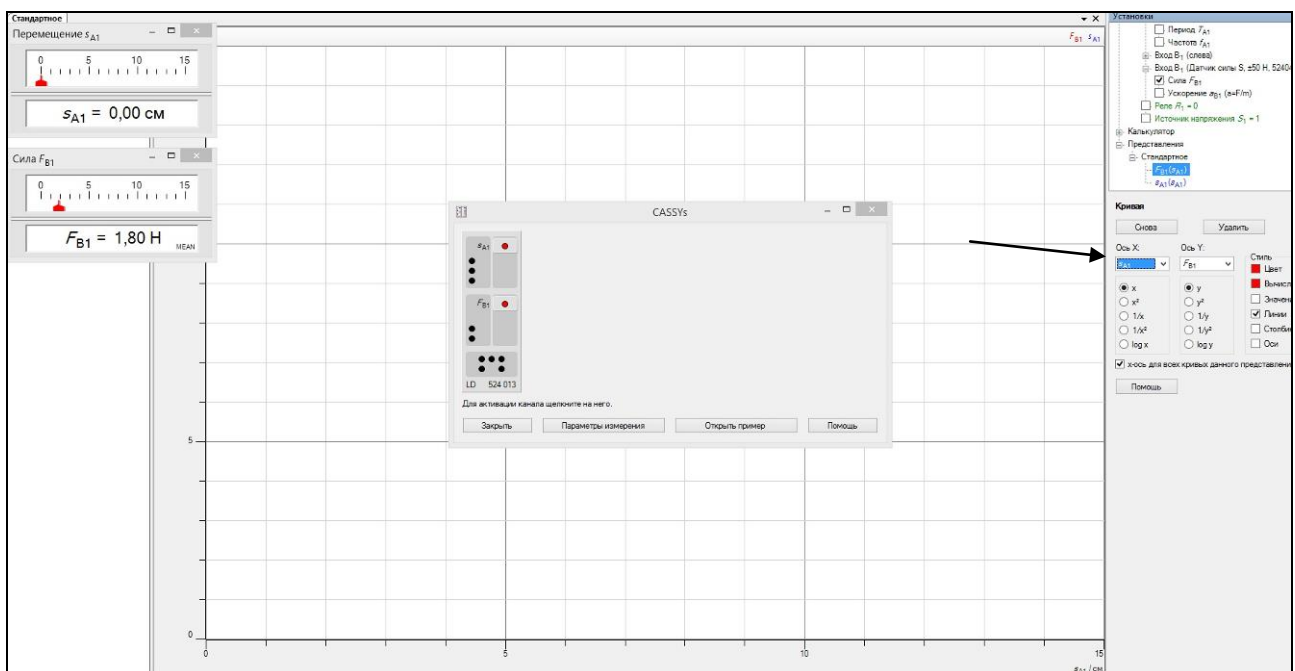 Стандартное
Перемещение sA1
0 5 10 15
sA1 = 0,00 см
Сила FB1
0 5 10 15
FB1 = 1,80 Н
MEAN
FB1 sA1
CASSYs
sA1
FB1
LD 524 013
Для активации канала щелкните на него.
Закрыть Параметры измерения Открыть пример Помощь
5
0
0 5 10 15
sA1 / см
Установки
Период TA1
Частота fA1
Вход B1 (слева)
Вход B1 (Датчик силы S, ±50 Н, 5240
Сила FB1
Ускорение aB1 (a=F/m)
Реле R1 = 0
Источник напряжения S1 = 1
Калькулятор
Представления
Стандартное
FB1(sA1)
sA1(sA1)
Кривая
Снова Удалить
Ось X: Ось Y: Стиль
sA1 FB1 Цвет
x y Вычисл
x² y² Значен
1/x 1/y Линии
1/x² 1/y² Столби
log x log y Оси
x-ось для всех кривых данного представлени
Помощь